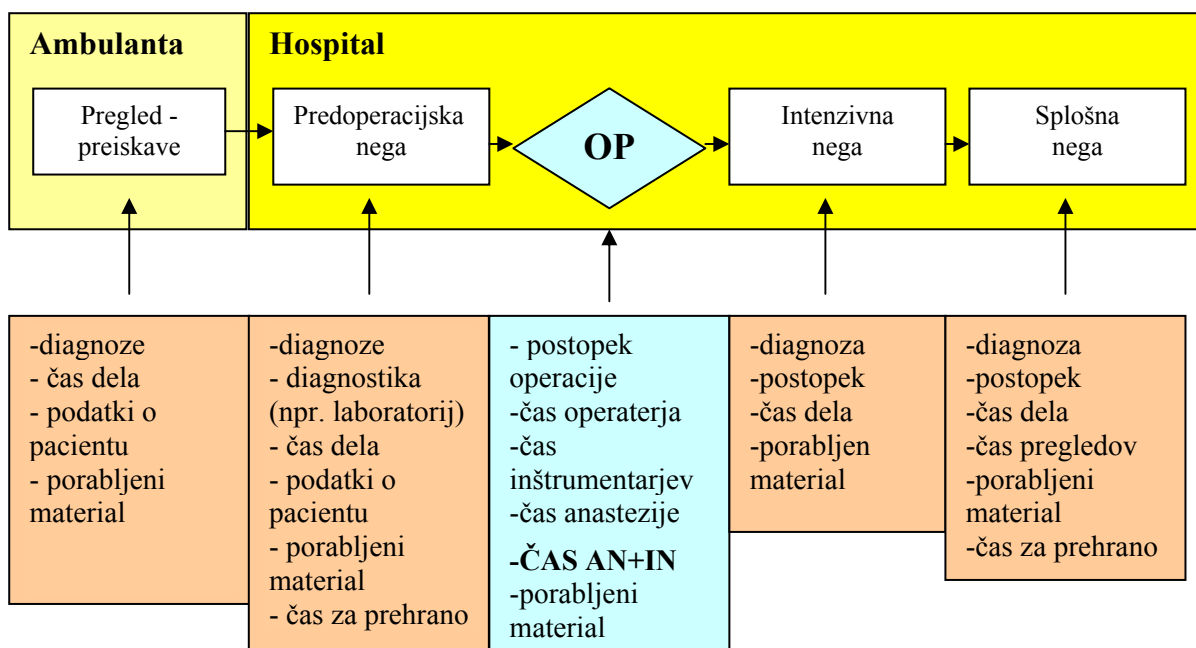 Ambulanta
Hospital
Pregled -
preiskave
Predoperacijska
nega
OP
Intenzivna
nega
Splošna
nega
-diagnoze
- čas dela
- podatki o
pacientu
- porabljeni
material
-diagnoze
- diagnostika
(npr. laboratorij)
- čas dela
- podatki o
pacientu
- porabljeni
material
- čas za prehrano
- postopek
operacije
-čas operaterja
-čas
inštrumentarjev
-čas anastezije
-ČAS AN+IN
-porabljeni
material
-diagnoza
-postopek
-čas dela
-porabljen
material
-diagnoza
-postopek
-čas dela
-čas pregledov
-porabljeni
material
-čas za prehrano